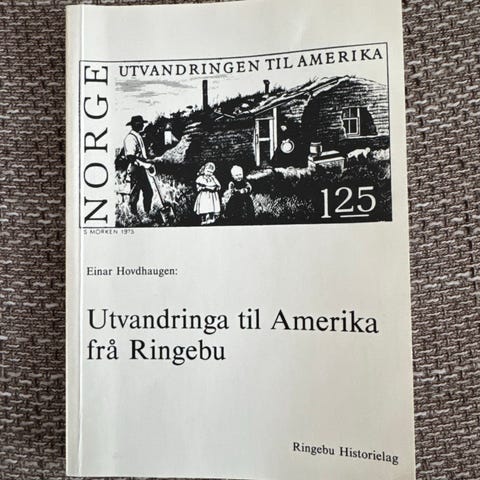 NORGE
UTVANDRINGEN TIL AMERIKA
125
S MØRKEN 1975
Einar Hovdhaugen:
Utvandringa til Amerika
frå Ringebu
Ringebu Historielag